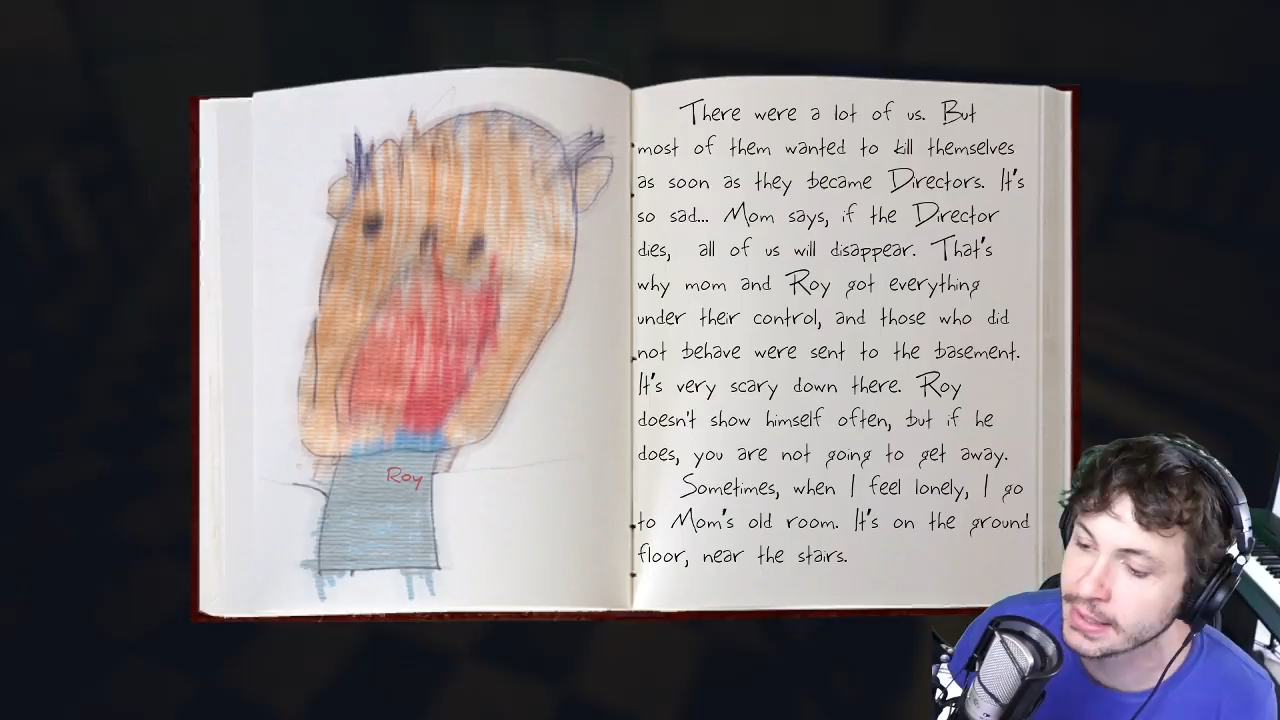 There were a lot of us. But
most of them wanted to kill themselves
as soon as they became Directors. It's
so sad... Mom says, if the Director
dies, all of us will disappear. That's
why mom and Roy got everything
under their control, and those who did
not behave were sent to the basement.
It's very scary down there. Roy
doesn't show himself often, but if he
does, you are not going to get away.
Sometimes, when I feel lonely, I go
to Mom's old room. It's on the ground
floor, near the stairs.
Roy